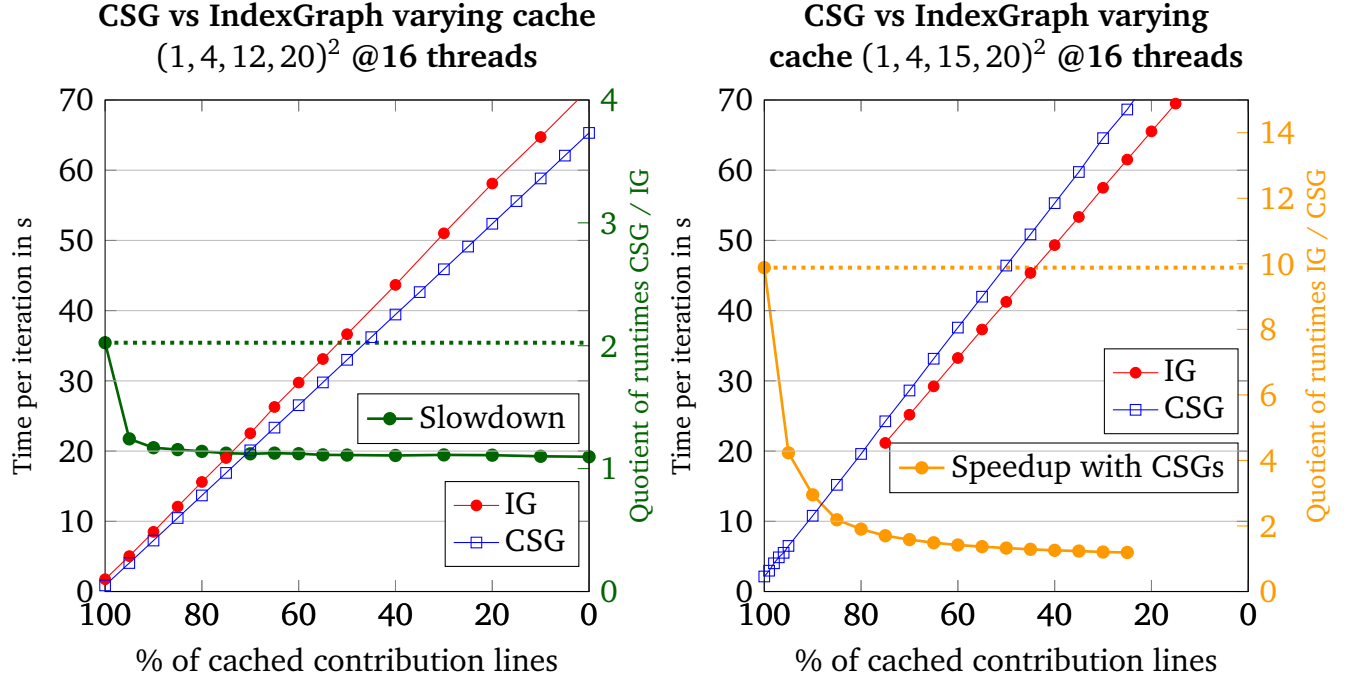 CSG vs IndexGraph varying cache
(1, 4, 12, 20)² @16 threads
70
60
50
40
30
20
10
0
Time per iteration in s
4
3
2
1
0
Quotient of runtimes CSG / IG
Slowdown
IG
CSG
100 80 60 40 20 0
% of cached contribution lines
CSG vs IndexGraph varying
cache (1, 4, 15, 20)² @16 threads
70
60
50
40
30
20
10
0
Time per iteration in s
14
12
10
8
6
4
2
0
Quotient of runtimes IG / CSG
IG
CSG
Speedup with CSGs
100 80 60 40 20 0
% of cached contribution lines